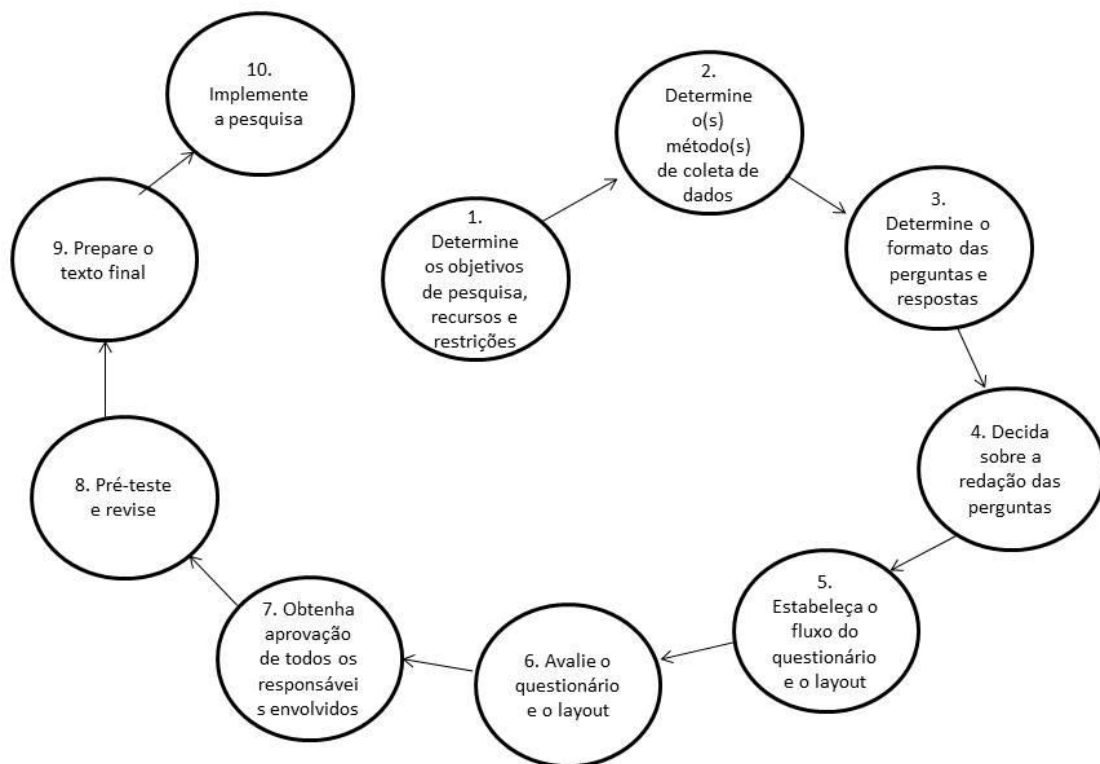 1.
Determine
os objetivos
de pesquisa,
recursos e
restrições
2.
Determine
o(s)
método(s)
de coleta de
dados
3.
Determine o
formato das
perguntas e
respostas
4. Decida
sobre a
redação das
perguntas
5.
Estabeleça o
fluxo do
questionário
e o layout
6. Avalie o
questionário
e o layout
7. Obtenha
aprovação
de todos os
responsávei
s envolvidos
8. Pré-teste
e revise
9. Prepare o
texto final
10.
Implemente
a pesquisa